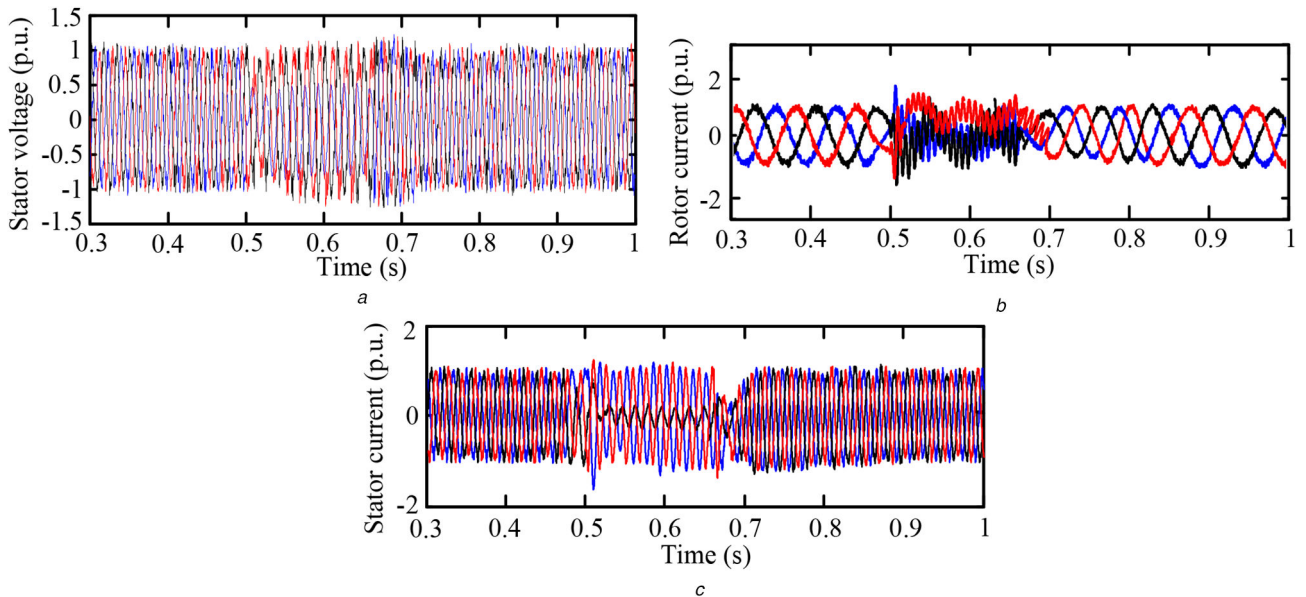 Stator voltage (p.u.)
1.5
1
0.5
0
-0.5
-1
-1.5
0.3 0.4 0.5 0.6 0.7 0.8 0.9 1
Time (s)
a
Rotor current (p.u.)
2
0
-2
0.3 0.4 0.5 0.6 0.7 0.8 0.9 1
Time (s)
b
Stator current (p.u.)
2
0
-2
0.3 0.4 0.5 0.6 0.7 0.8 0.9 1
Time (s)
c